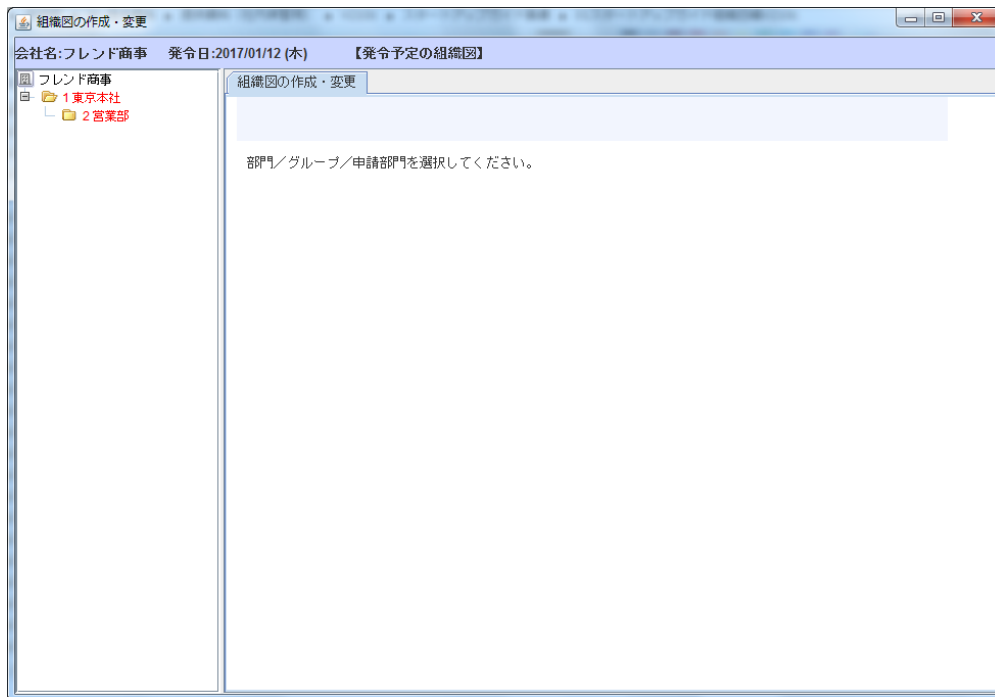 組織図の作成・変更
会社名:フレンド商事 発令日:2017/01/12 (木) 【発令予定の組織図】
フレンド商事
1東京本社
2営業部
組織図の作成・変更
部門/グループ/申請部門を選択してください。